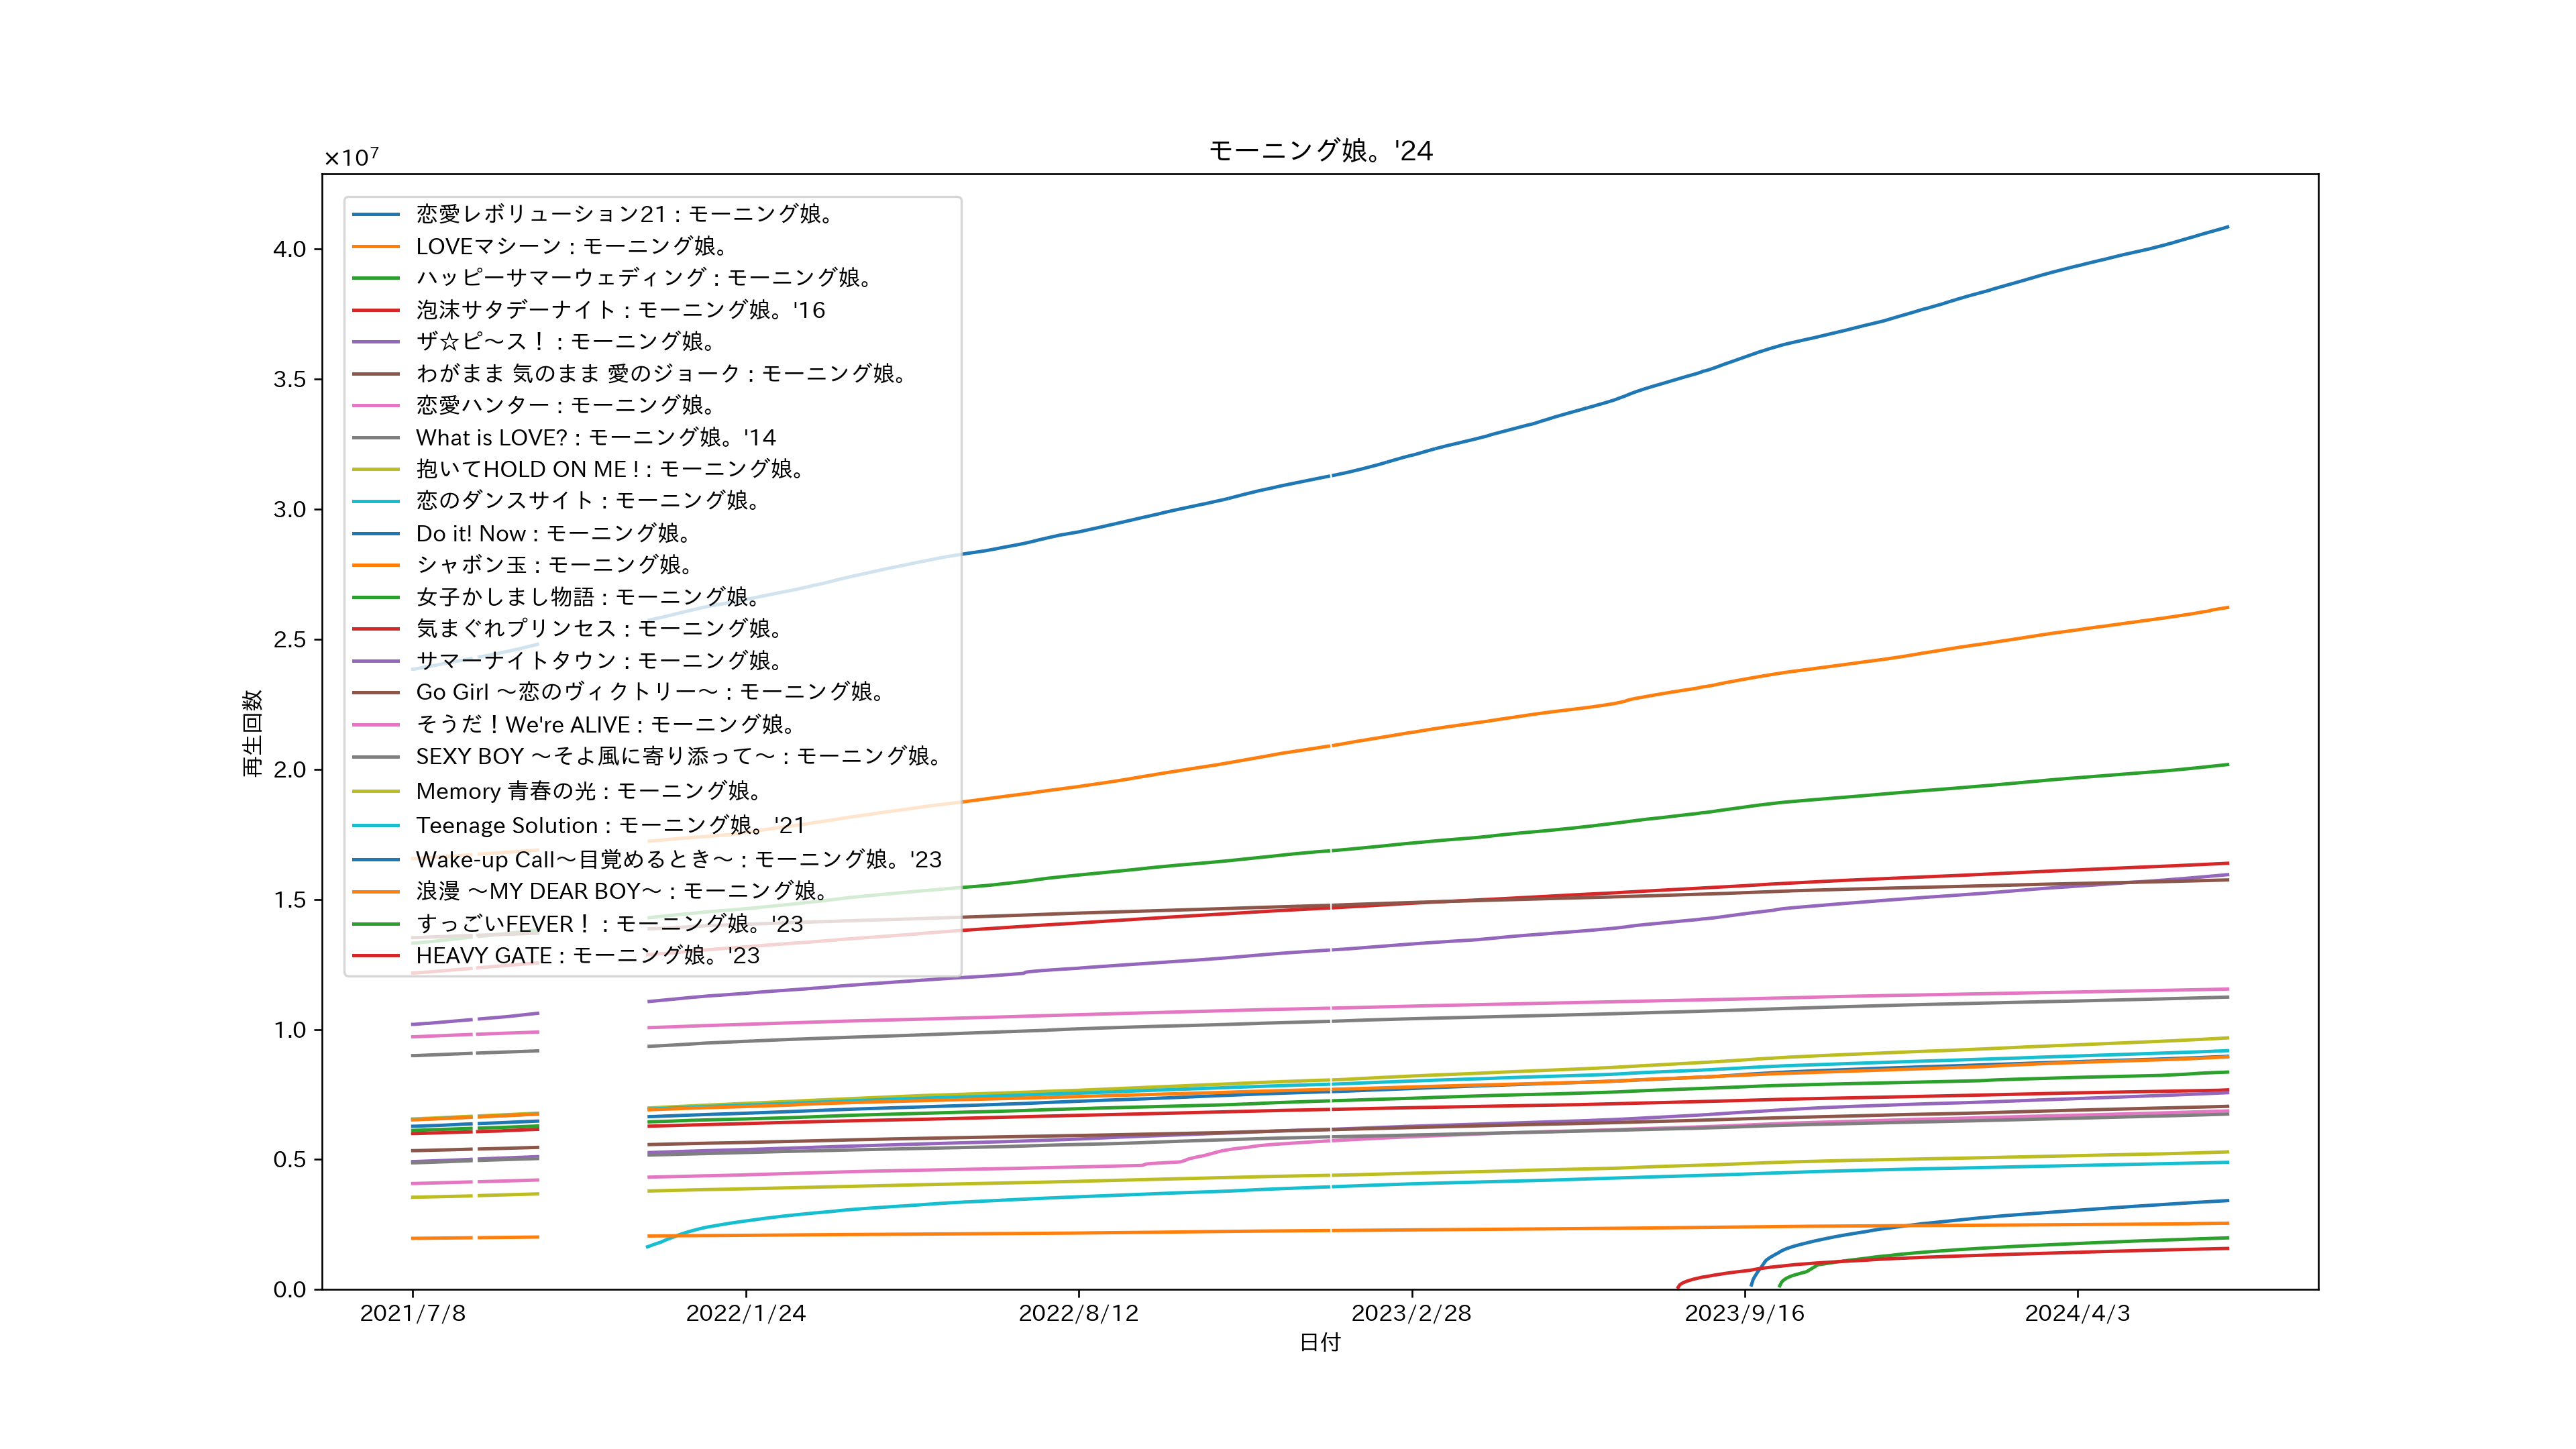 モーニング娘。'24
×10⁷
4.0
3.5
3.0
2.5
2.0
1.5
1.0
0.5
0.0
再生回数
恋愛レボリューション21 : モーニング娘。
LOVEマシーン : モーニング娘。
ハッピーサマーウェディング : モーニング娘。
泡沫サタデーナイト : モーニング娘。'16
ザ☆ピ〜ス！ : モーニング娘。
わがまま 気のまま 愛のジョーク : モーニング娘。
恋愛ハンター : モーニング娘。
What is LOVE? : モーニング娘。'14
抱いてHOLD ON ME ! : モーニング娘。
恋のダンスサイト : モーニング娘。
Do it! Now : モーニング娘。
シャボン玉 : モーニング娘。
女子かしまし物語 : モーニング娘。
気まぐれプリンセス : モーニング娘。
サマーナイトタウン : モーニング娘。
Go Girl 〜恋のヴィクトリー〜 : モーニング娘。
そうだ！We're ALIVE : モーニング娘。
SEXY BOY 〜そよ風に寄り添って〜 : モーニング娘。
Memory 青春の光 : モーニング娘。
Teenage Solution : モーニング娘。'21
Wake-up Call〜目覚めるとき〜 : モーニング娘。'23
浪漫 〜MY DEAR BOY〜 : モーニング娘。
すっごいFEVER！ : モーニング娘。'23
HEAVY GATE : モーニング娘。'23
2021/7/8
2022/1/24
2022/8/12
2023/2/28
2023/9/16
2024/4/3
日付